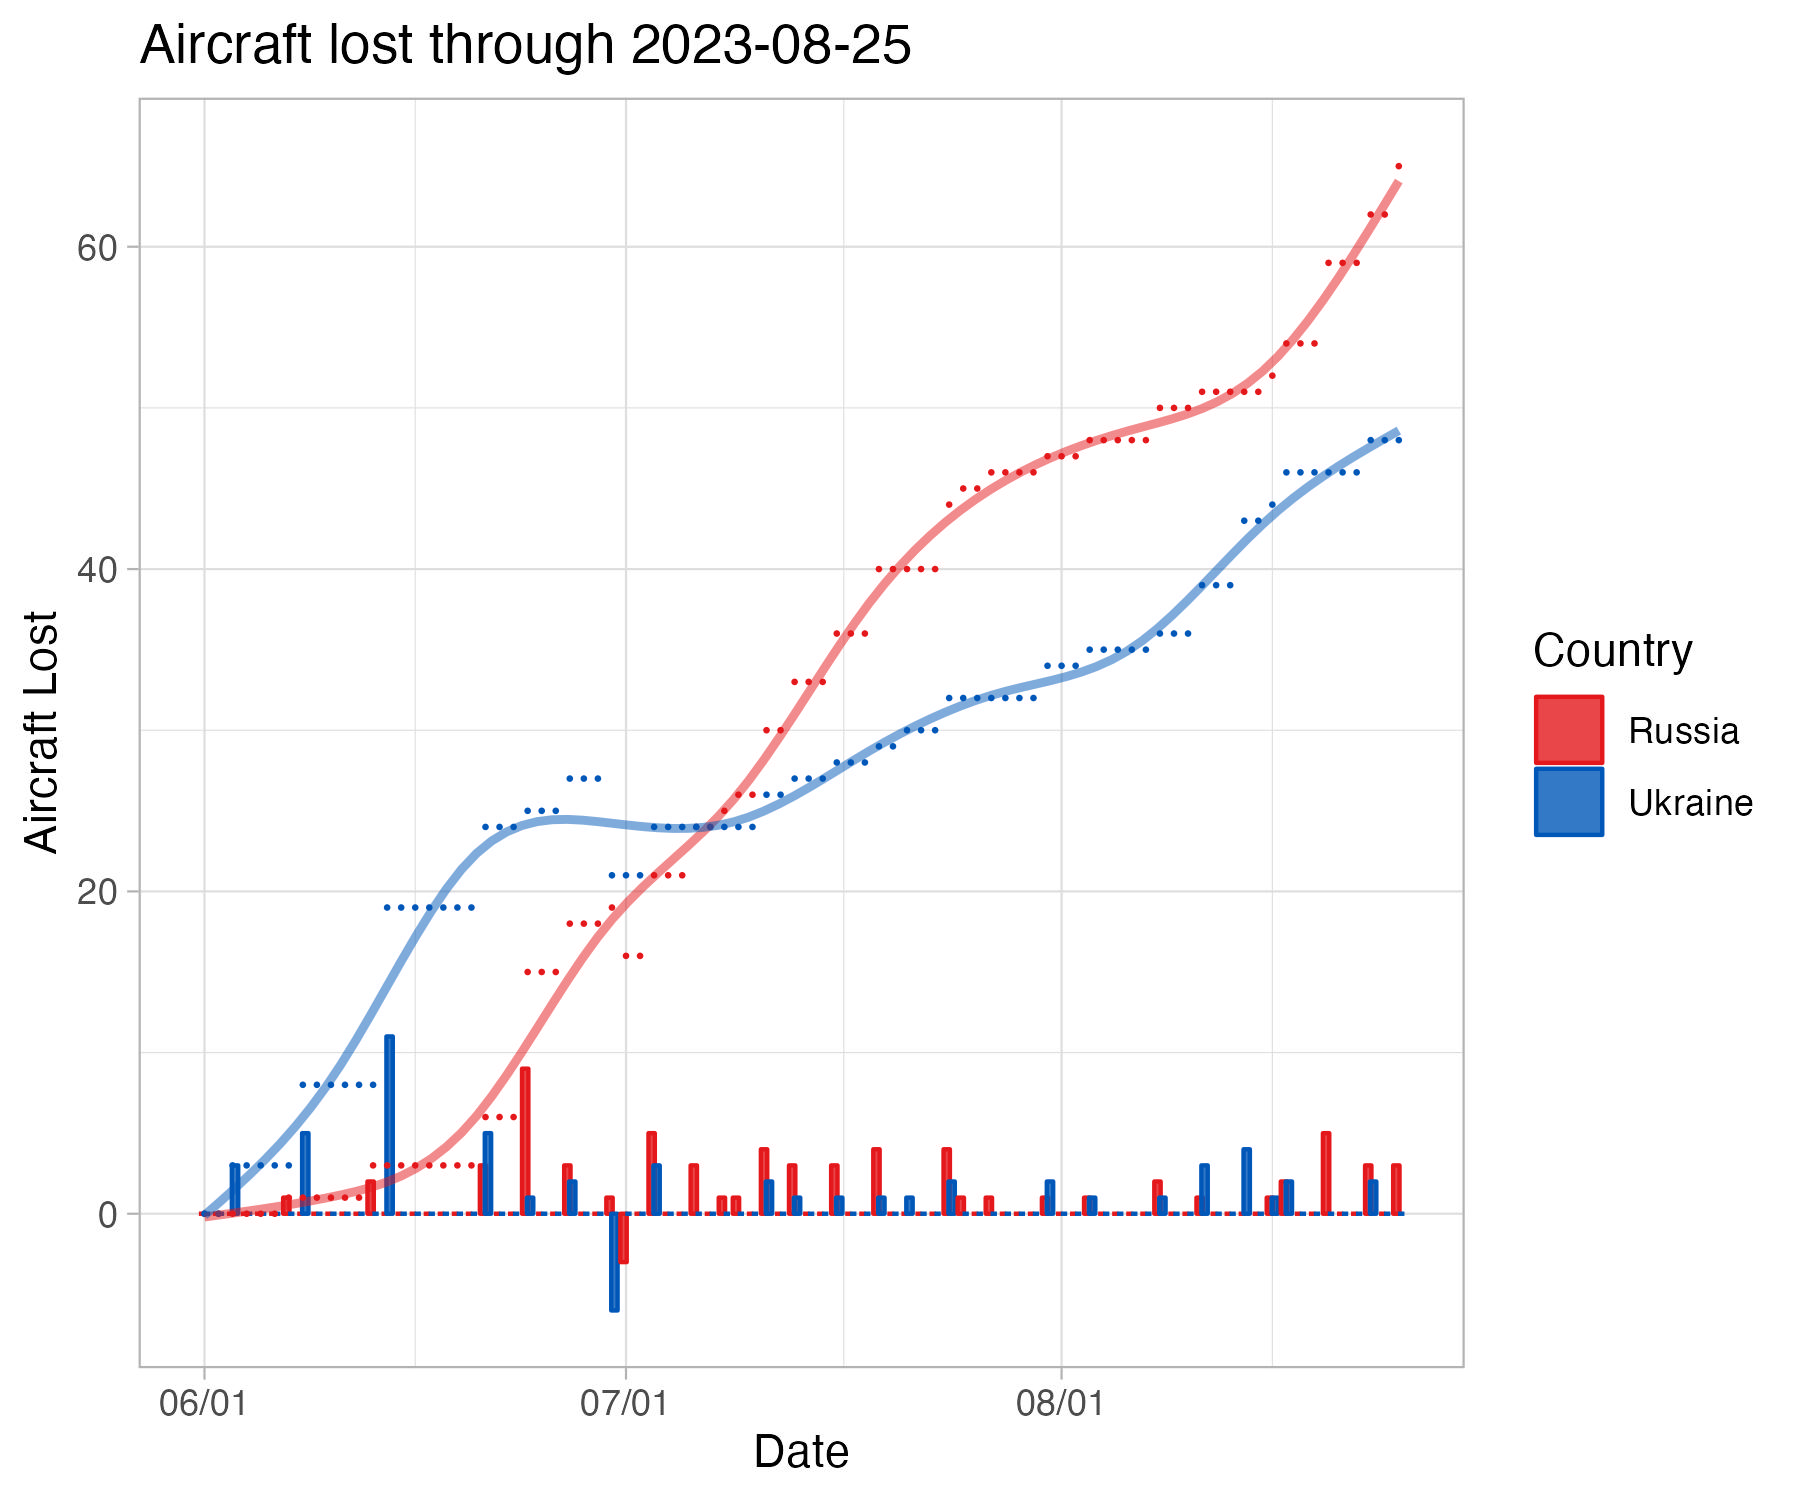 Aircraft lost through 2023-08-25
Aircraft Lost
60
40
20
0
06/01
07/01
08/01
Date
Country
Russia
Ukraine